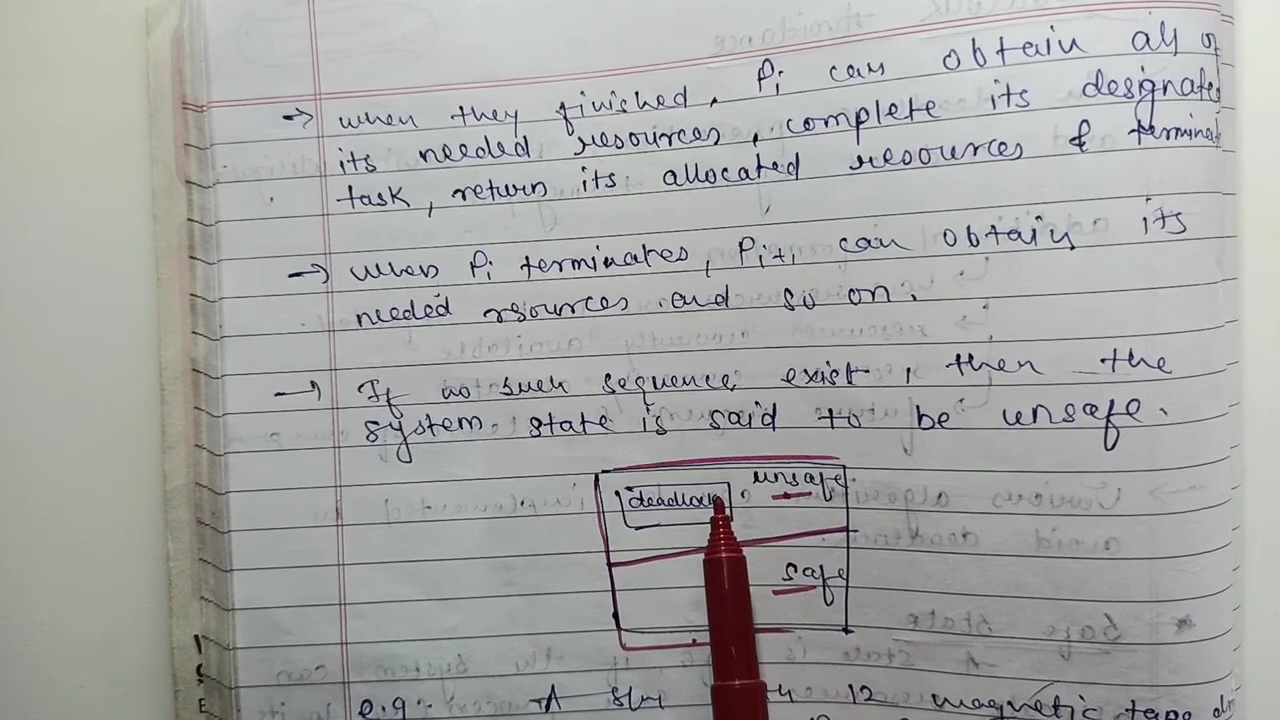 → when they finished, Pi can obtain all of
its needed resources, complete its designated
task, return its allocated resources & terminate
→ when Pi terminates, Pi+1 can obtain its
needed resources and so on.
→ If no such sequence exist, then the
system state is said to be unsafe.
unsafe
deadlock
safe
e.g:- A 12 magnetic tape